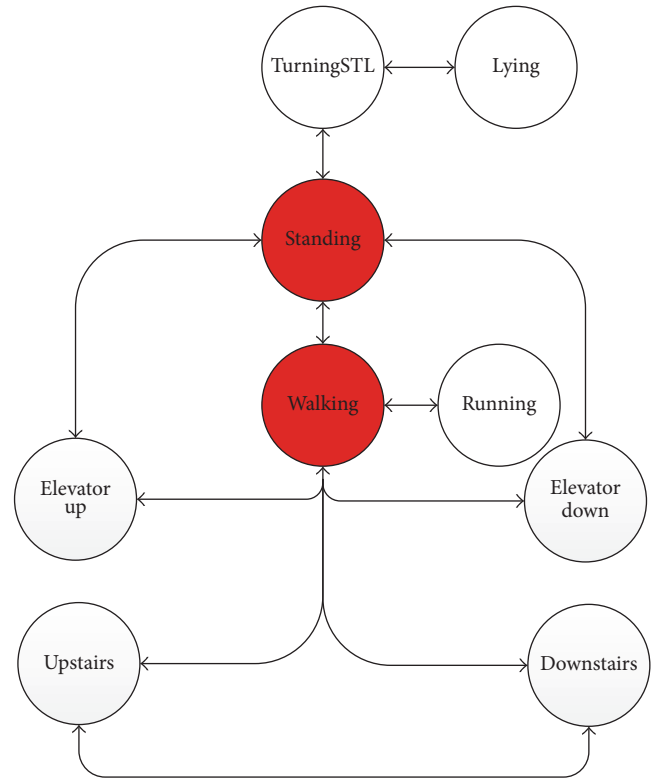 TurningSTL
Lying
Standing
Walking
Running
Elevator
up
Elevator
down
Upstairs
Downstairs